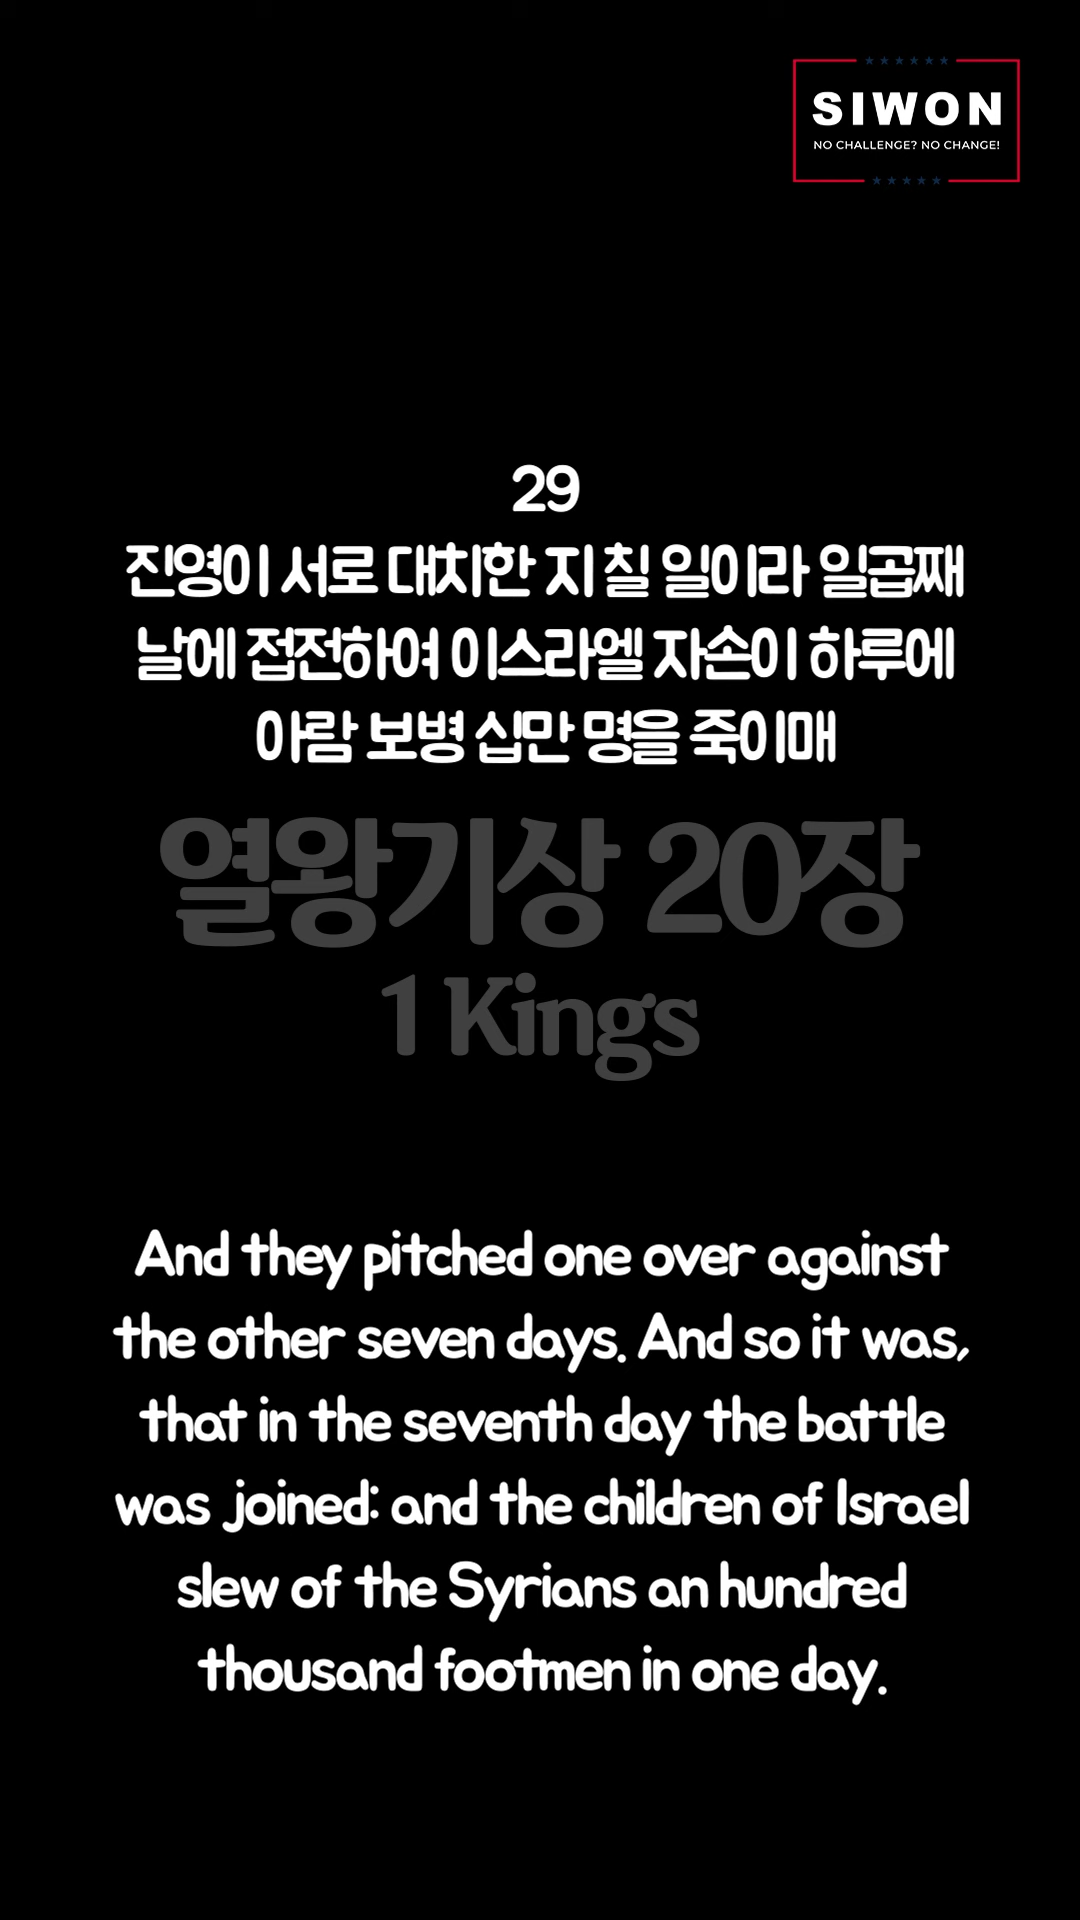 SIWON
NO CHALLENGE? NO CHANGE!
29
진영이 서로 대치한 지 칠 일이라 일곱째
날에 접전하여 이스라엘 자손이 하루에
아람 보병 십만 명을 죽이매
열왕기상 20장
1 Kings
And they pitched one over against
the other seven days. And so it was,
that in the seventh day the battle
was joined: and the children of Israel
slew of the Syrians an hundred
thousand footmen in one day.